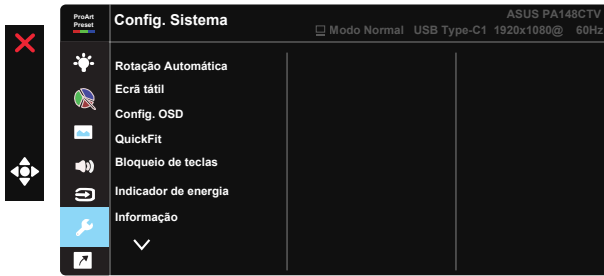 ProArt
Preset
Config. Sistema
ASUS PA148CTV
Modo Normal USB Type-C1 1920x1080@ 60Hz
Rotação Automática
Ecrã tátil
Config. OSD
QuickFit
Bloqueio de teclas
Indicador de energia
Informação